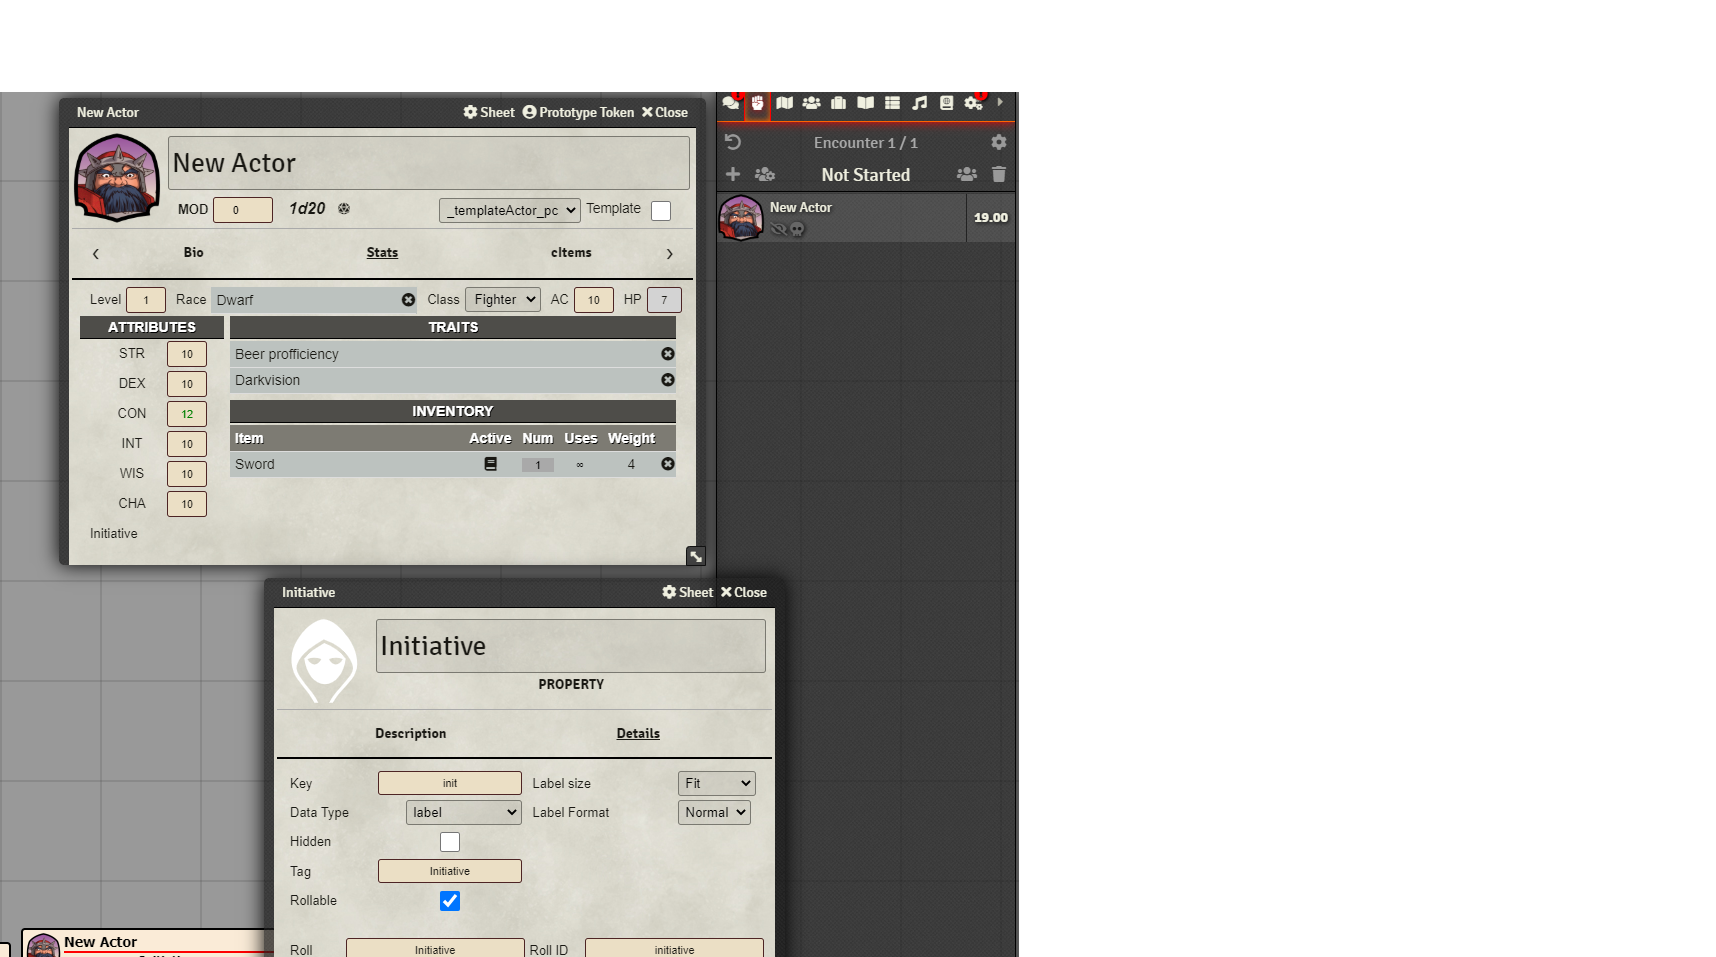 New Actor Sheet Prototype Token Close
New Actor
MOD 0 1d20 _templateActor_pc Template
Bio Stats cItems
Level 1 Race Dwarf Class Fighter AC 10 HP 7
ATTRIBUTES TRAITS
STR 10 Beer profficiency
DEX 10 Darkvision
CON 12 INVENTORY
INT 10 Item Active Num Uses Weight
WIS 10 Sword 1 ∞ 4
CHA 10
Initiative
Encounter 1 / 1
Not Started
New Actor 19.00
Initiative Sheet Close
Initiative
PROPERTY
Description Details
Key init Label size Fit
Data Type label Label Format Normal
Hidden
Tag Initiative
Rollable
Roll Initiative Roll ID initiative
New Actor